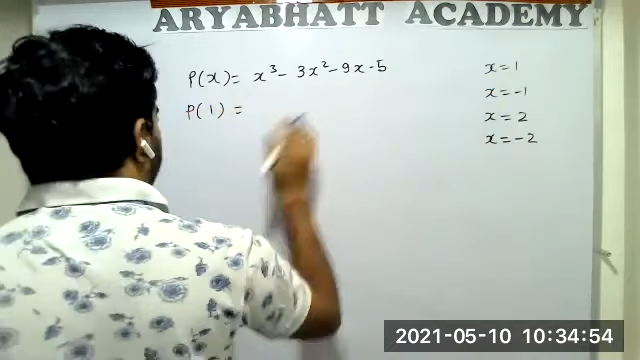 ARYABHATT ACADEMY
P(x) = x³ - 3x² - 9x - 5
P(1) =
x = 1
x = -1
x = 2
x = -2
2021-05-10 10:34:54